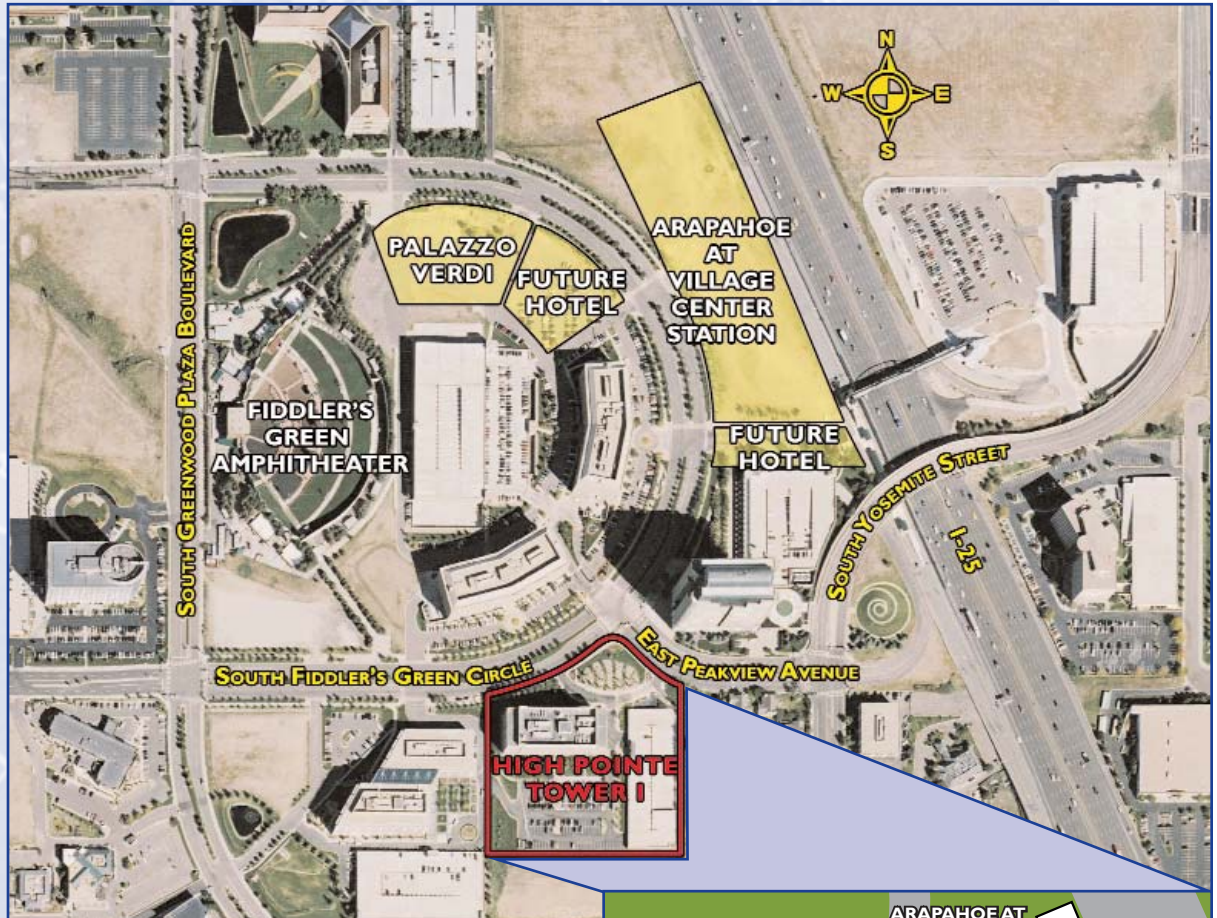 N
W E
S
PALAZZO
VERDI
FUTURE
HOTEL
ARAPAHOE
AT
VILLAGE
CENTER
STATION
SOUTH GREENWOOD PLAZA BOULEVARD
FIDDLER'S
GREEN
AMPHITHEATER
FUTURE
HOTEL
SOUTH YOSEMITE STREET
I-25
SOUTH FIDDLER'S GREEN CIRCLE
EAST PEAKVIEW AVENUE
HIGH POINTE
TOWER I
ARAPAHOE AT